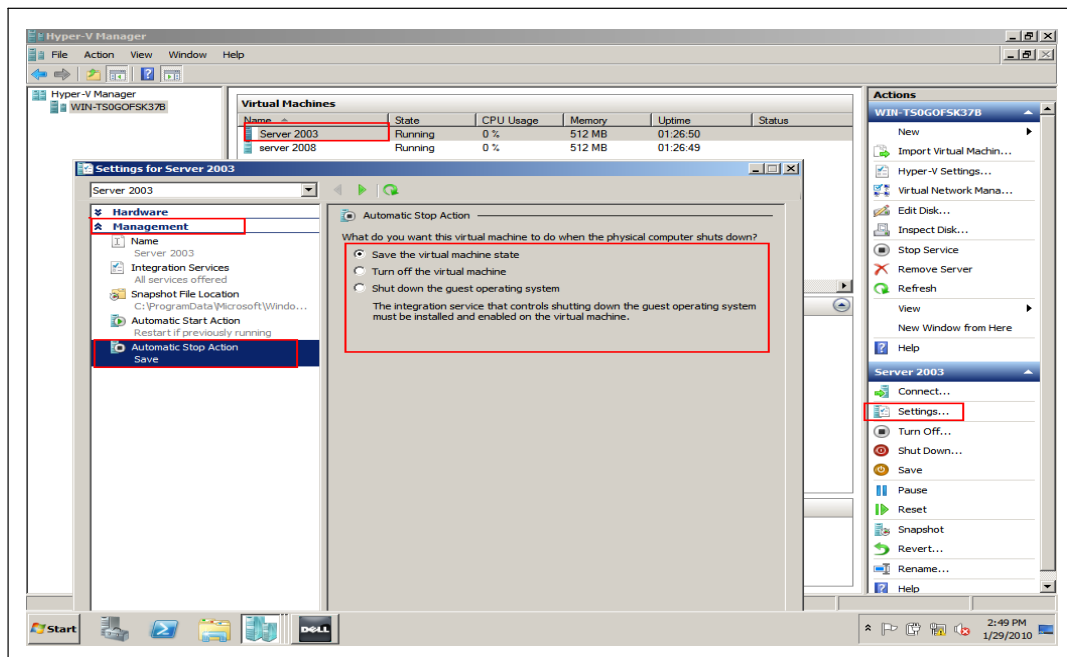 Hyper-V Manager
File Action View Window Help
Hyper-V Manager
WIN-TS0GOFSK37B
Virtual Machines
Name State CPU Usage Memory Uptime Status
Server 2003 Running 0 % 512 MB 01:26:50
server 2008 Running 0 % 512 MB 01:26:49
Settings for Server 2003
Server 2003
Hardware
Management
Name
Server 2003
Integration Services
All services offered
Snapshot File Location
C:\ProgramData\Microsoft\Windo...
Automatic Start Action
Restart if previously running
Automatic Stop Action
Save
Automatic Stop Action
What do you want this virtual machine to do when the physical computer shuts down?
Save the virtual machine state
Turn off the virtual machine
Shut down the guest operating system
The integration service that controls shutting down the guest operating system
must be installed and enabled on the virtual machine.
Actions
WIN-TS0GOFSK37B
New
Import Virtual Machin...
Hyper-V Settings...
Virtual Network Mana...
Edit Disk...
Inspect Disk...
Stop Service
Remove Server
Refresh
View
New Window from Here
Help
Server 2003
Connect...
Settings...
Turn Off...
Shut Down...
Save
Pause
Reset
Snapshot
Revert...
Rename...
Help
Start
DELL
2:49 PM
1/29/2010